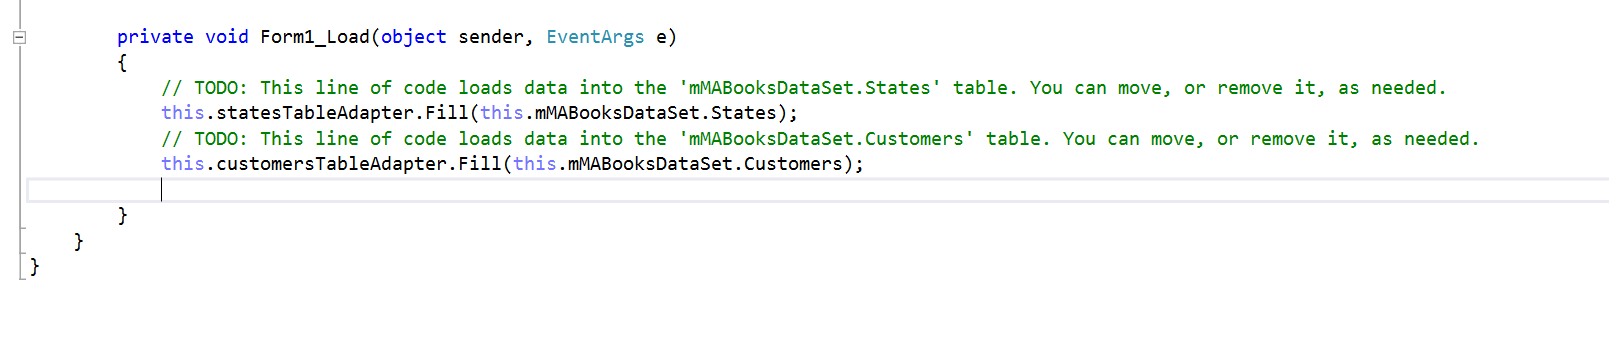 private void Form1_Load(object sender, EventArgs e)
{
// TODO: This line of code loads data into the 'mMABooksDataSet.States' table. You can move, or remove it, as needed.
this.statesTableAdapter.Fill(this.mMABooksDataSet.States);
// TODO: This line of code loads data into the 'mMABooksDataSet.Customers' table. You can move, or remove it, as needed.
this.customersTableAdapter.Fill(this.mMABooksDataSet.Customers);
}
}
}